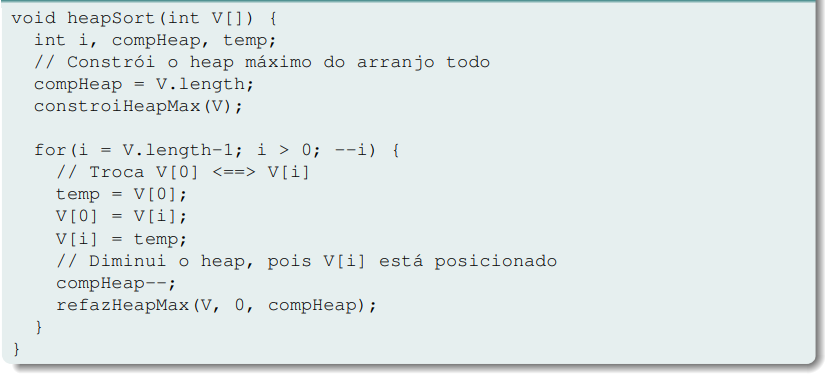 void heapSort(int V[]) {
  int i, compHeap, temp;
  // Constrói o heap máximo do arranjo todo
  compHeap = V.length;
  constroiHeapMax(V);

  for(i = V.length-1; i > 0; --i) {
    // Troca V[0] <==> V[i]
    temp = V[0];
    V[0] = V[i];
    V[i] = temp;
    // Diminui o heap, pois V[i] está posicionado
    compHeap--;
    refazHeapMax(V, 0, compHeap);
  }
}